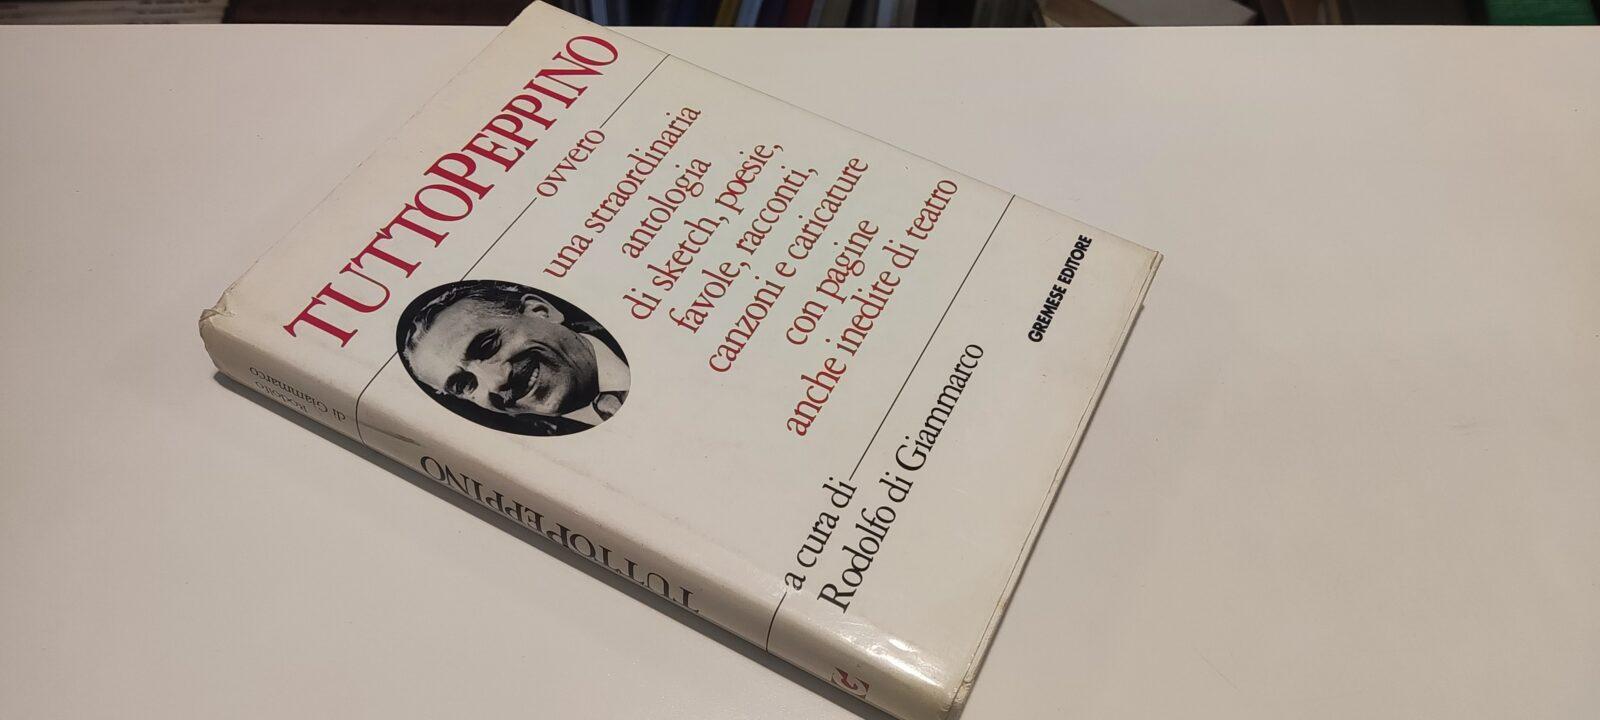 TUTTOPEPPINO
ovvero
una straordinaria
antologia
di sketch, poesie,
favole, racconti,
canzoni e caricature
con pagine
anche inedite di teatro
a cura di
Rodolfo di Giammarco
GREMESE EDITORE
Rodolfo
di Giammarco
TUTTOPEPPINO